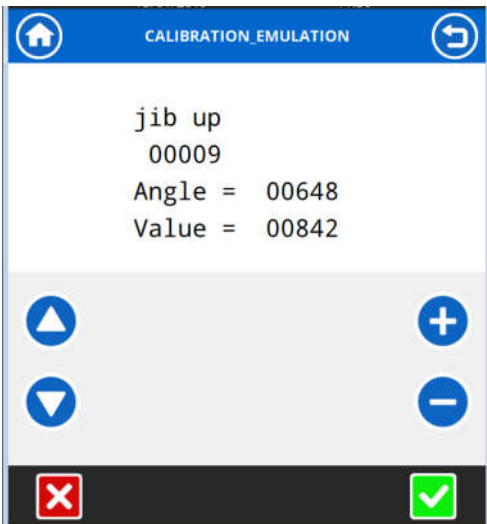 CALIBRATION_EMULATION
jib up
00009
Angle = 00648
Value = 00842